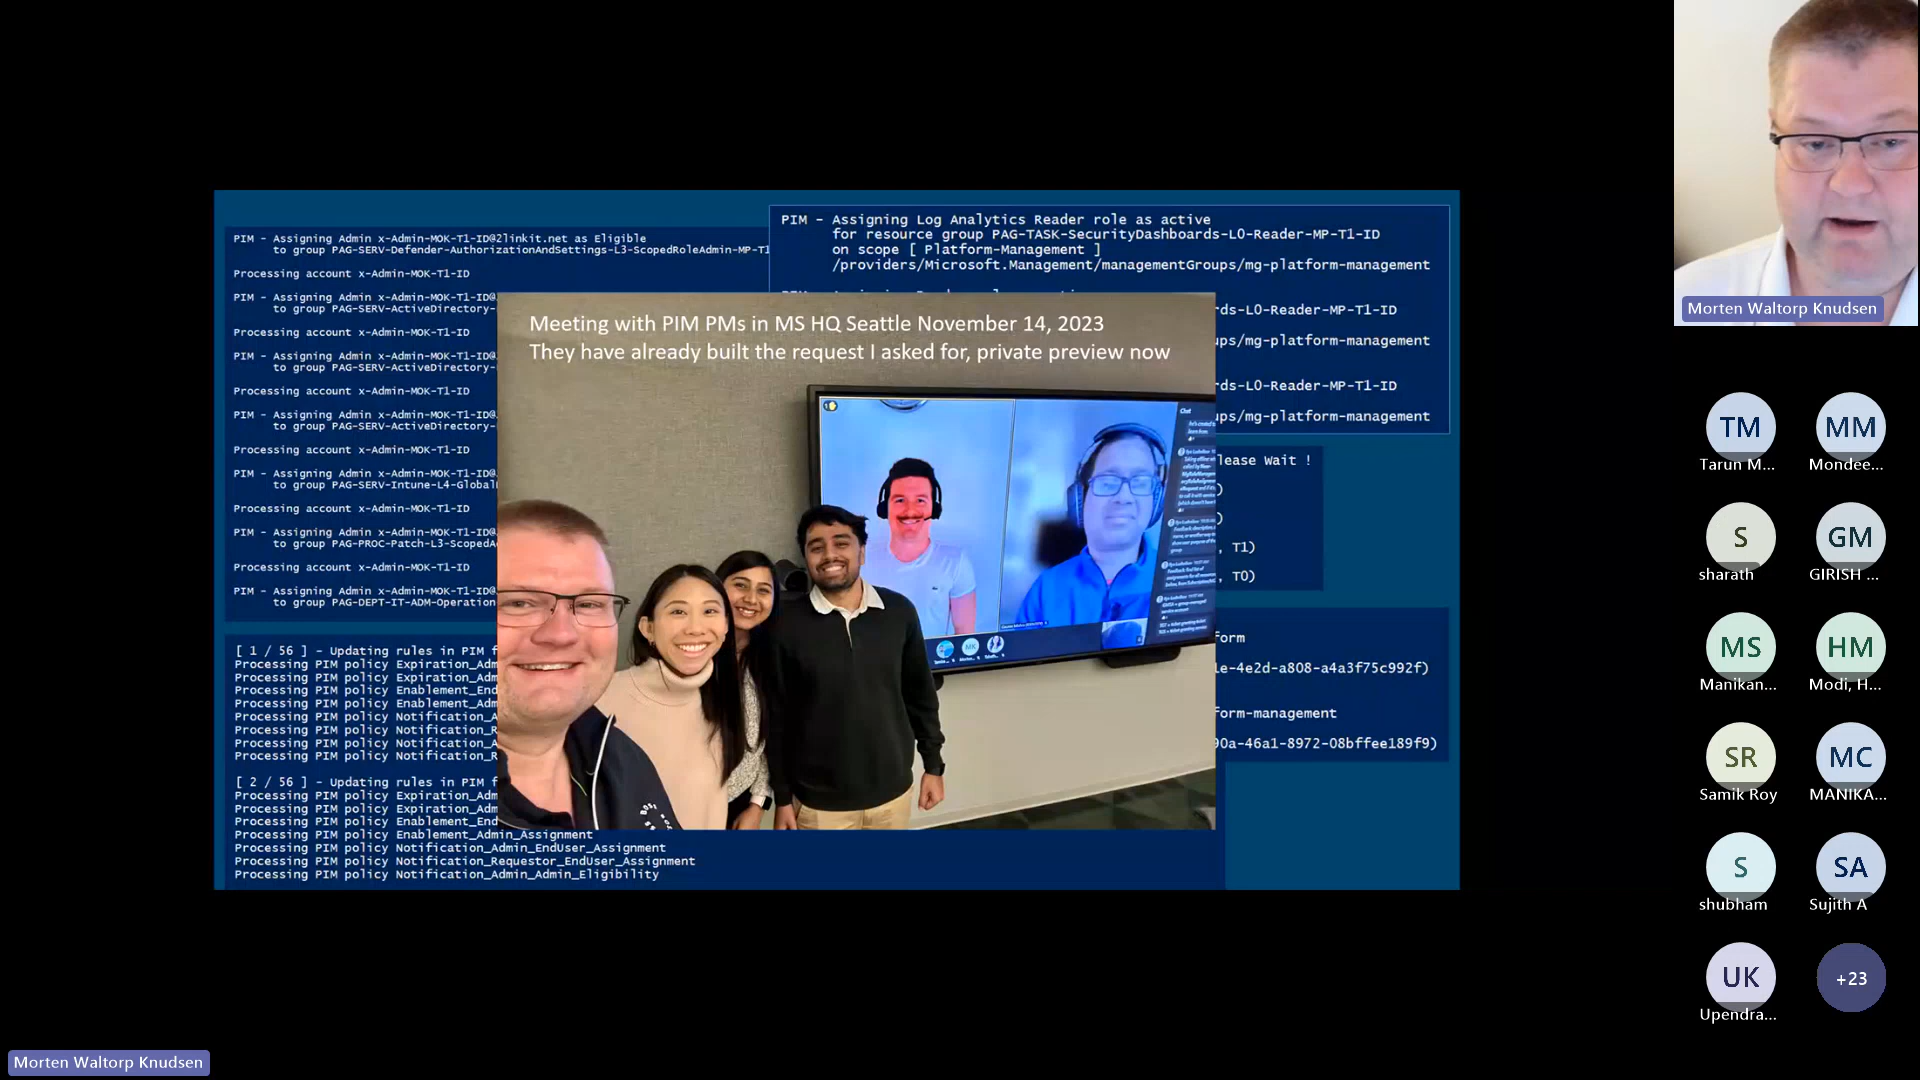 PIM - Assigning Admin x-Admin-MOK-T1-ID@2linkit.net as Eligible
to group PAG-SERV-Defender-AuthorizationAndSettings-L3-ScopedRoleAdmin-MP-T1
Processing account x-Admin-MOK-T1-ID
PIM - Assigning Admin x-Admin-MOK-T1-ID@
to group PAG-SERV-ActiveDirectory-
Processing account x-Admin-MOK-T1-ID
PIM - Assigning Admin x-Admin-MOK-T1-ID@
to group PAG-SERV-ActiveDirectory-
Processing account x-Admin-MOK-T1-ID
PIM - Assigning Admin x-Admin-MOK-T1-ID@
to group PAG-SERV-ActiveDirectory-
Processing account x-Admin-MOK-T1-ID
PIM - Assigning Admin x-Admin-MOK-T1-ID@
to group PAG-SERV-Intune-L4-Global
Processing account x-Admin-MOK-T1-ID
PIM - Assigning Admin x-Admin-MOK-T1-ID@
to group PAG-PROC-Patch-L3-ScopedA
Processing account x-Admin-MOK-T1-ID
PIM - Assigning Admin x-Admin-MOK-T1-ID@
to group PAG-DEPT-IT-ADM-Operation
[ 1 / 56 ] - Updating rules in PIM f
Processing PIM policy Expiration_Adm
Processing PIM policy Expiration_Adm
Processing PIM policy Enablement_End
Processing PIM policy Enablement_Adm
Processing PIM policy Notification_A
Processing PIM policy Notification_R
Processing PIM policy Notification_A
Processing PIM policy Notification_R
[ 2 / 56 ] - Updating rules in PIM f
Processing PIM policy Expiration_Adm
Processing PIM policy Expiration_Adm
Processing PIM policy Enablement_End
Processing PIM policy Enablement_Admin_Assignment
Processing PIM policy Notification_Admin_EndUser_Assignment
Processing PIM policy Notification_Requestor_EndUser_Assignment
Processing PIM policy Notification_Admin_Admin_Eligibility
PIM - Assigning Log Analytics Reader role as active
for resource group PAG-TASK-SecurityDashboards-L0-Reader-MP-T1-ID
on scope [ Platform-Management ]
/providers/Microsoft.Management/managementGroups/mg-platform-management
rds-L0-Reader-MP-T1-ID
ups/mg-platform-management
rds-L0-Reader-MP-T1-ID
ups/mg-platform-management
lease Wait !
)
)
, T1)
, T0)
form
1e-4e2d-a808-a4a3f75c992f)
form-management
90a-46a1-8972-08bffee189f9)
Meeting with PIM PMs in MS HQ Seattle November 14, 2023
They have already built the request I asked for, private preview now
Chat
MK
Morten Waltorp Knudsen
TM
Tarun M...
MM
Mondee...
S
sharath
GM
GIRISH ...
MS
Manikan...
HM
Modi, H...
SR
Samik Roy
MC
MANIKA...
S
shubham
SA
Sujith A
UK
Upendra...
+23
Morten Waltorp Knudsen